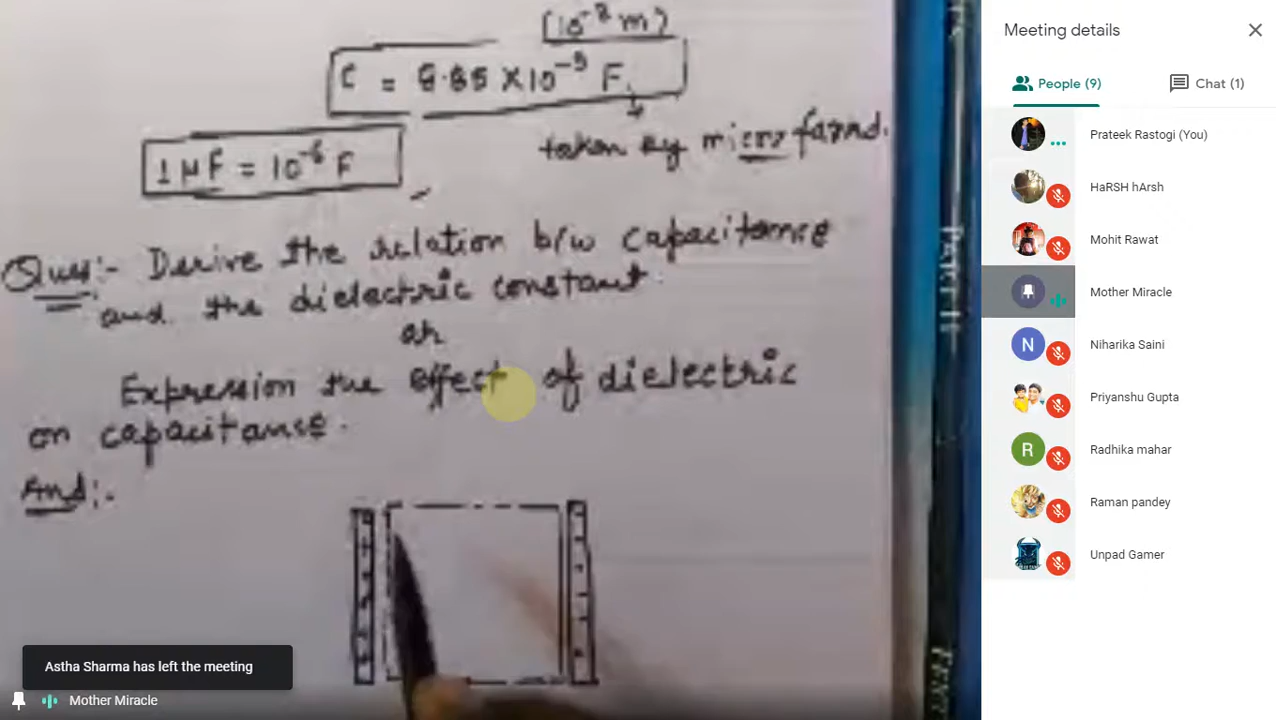 (10⁻³ m)
C = 8.85 × 10⁻⁹ F.
taken by micro farad.
1 μF = 10⁻⁶ F
Ques:- Derive the relation b/w capacitance
and the dielectric constant.
or
Expression the effect of dielectric
on capacitance.
And:-
Astha Sharma has left the meeting
Mother Miracle
Meeting details
People (9)
Chat (1)
Prateek Rastogi (You)
HaRSH hArsh
Mohit Rawat
Mother Miracle
N
Niharika Saini
Priyanshu Gupta
R
Radhika mahar
Raman pandey
Unpad Gamer